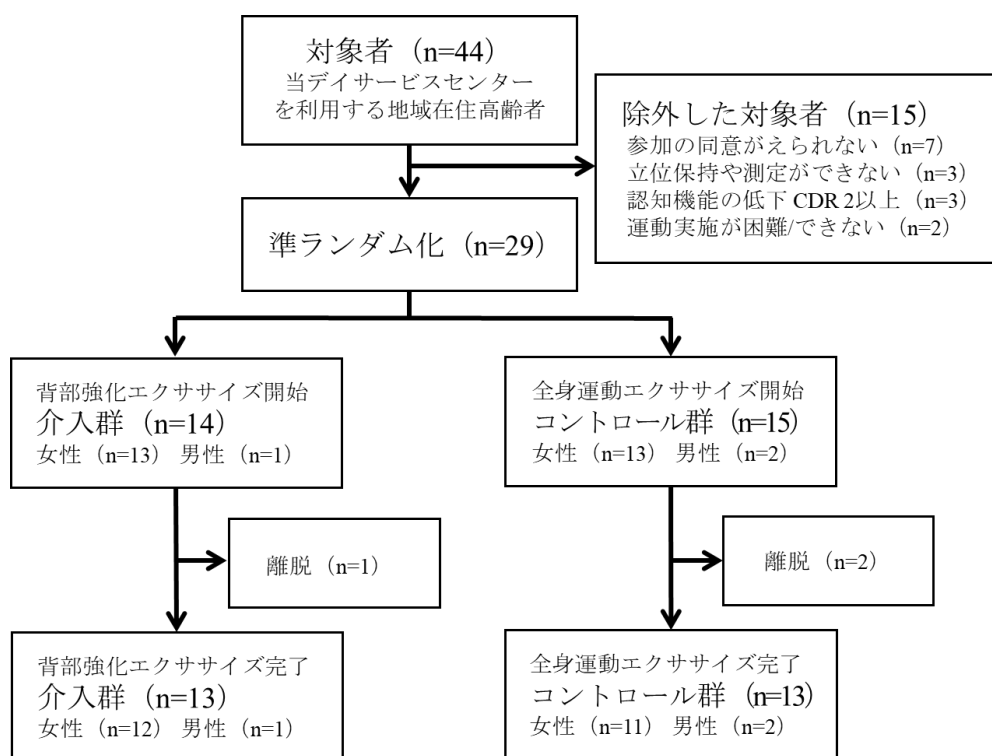 対象者（n=44）
当デイサービスセンター
を利用する地域在住高齢者
除外した対象者（n=15）
参加の同意がえられない（n=7）
立位保持や測定ができない（n=3）
認知機能の低下 CDR 2以上（n=3）
運動実施が困難/できない（n=2）
準ランダム化（n=29）
背部強化エクササイズ開始
介入群（n=14）
女性（n=13）男性（n=1）
全身運動エクササイズ開始
コントロール群（n=15）
女性（n=13）男性（n=2）
離脱（n=1）
離脱（n=2）
背部強化エクササイズ完了
介入群（n=13）
女性（n=12）男性（n=1）
全身運動エクササイズ完了
コントロール群（n=13）
女性（n=11）男性（n=2）